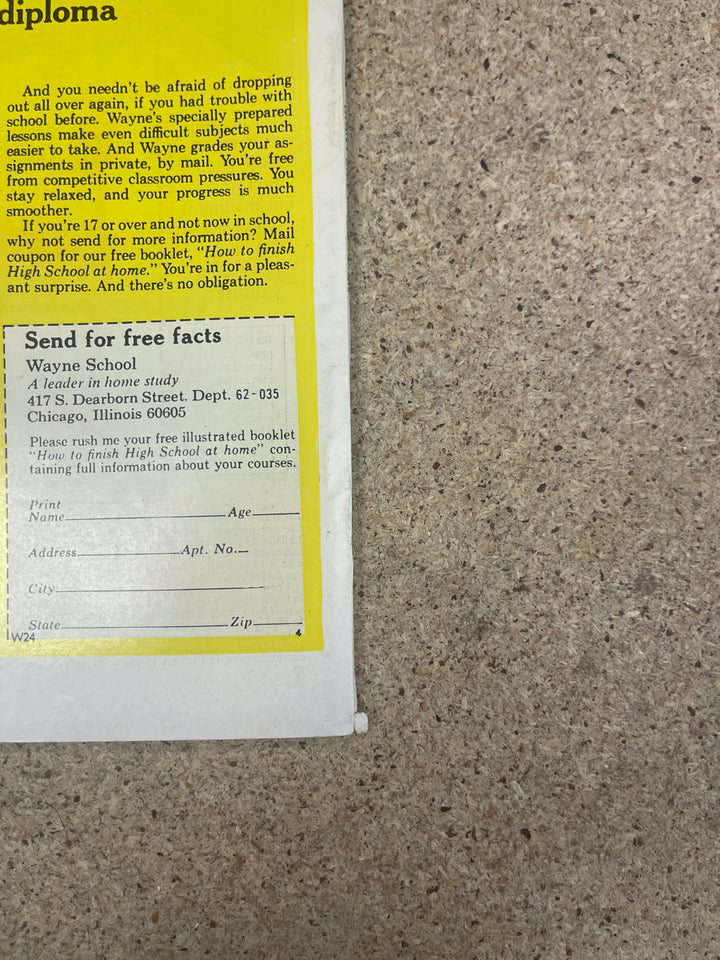 diploma
And you needn't be afraid of dropping
out all over again, if you had trouble with
school before. Wayne's specially prepared
lessons make even difficult subjects much
easier to take. And Wayne grades your as-
signments in private, by mail. You're free
from competitive classroom pressures. You
stay relaxed, and your progress is much
smoother.
If you're 17 or over and not now in school,
why not send for more information? Mail
coupon for our free booklet, "How to finish
High School at home." You're in for a pleas-
ant surprise. And there's no obligation.
Send for free facts
Wayne School
A leader in home study
417 S. Dearborn Street. Dept. 62-035
Chicago, Illinois 60605
Please rush me your free illustrated booklet
"How to finish High School at home" con-
taining full information about your courses.
Print
Name Age
Address Apt. No.
City
State Zip
W24 4